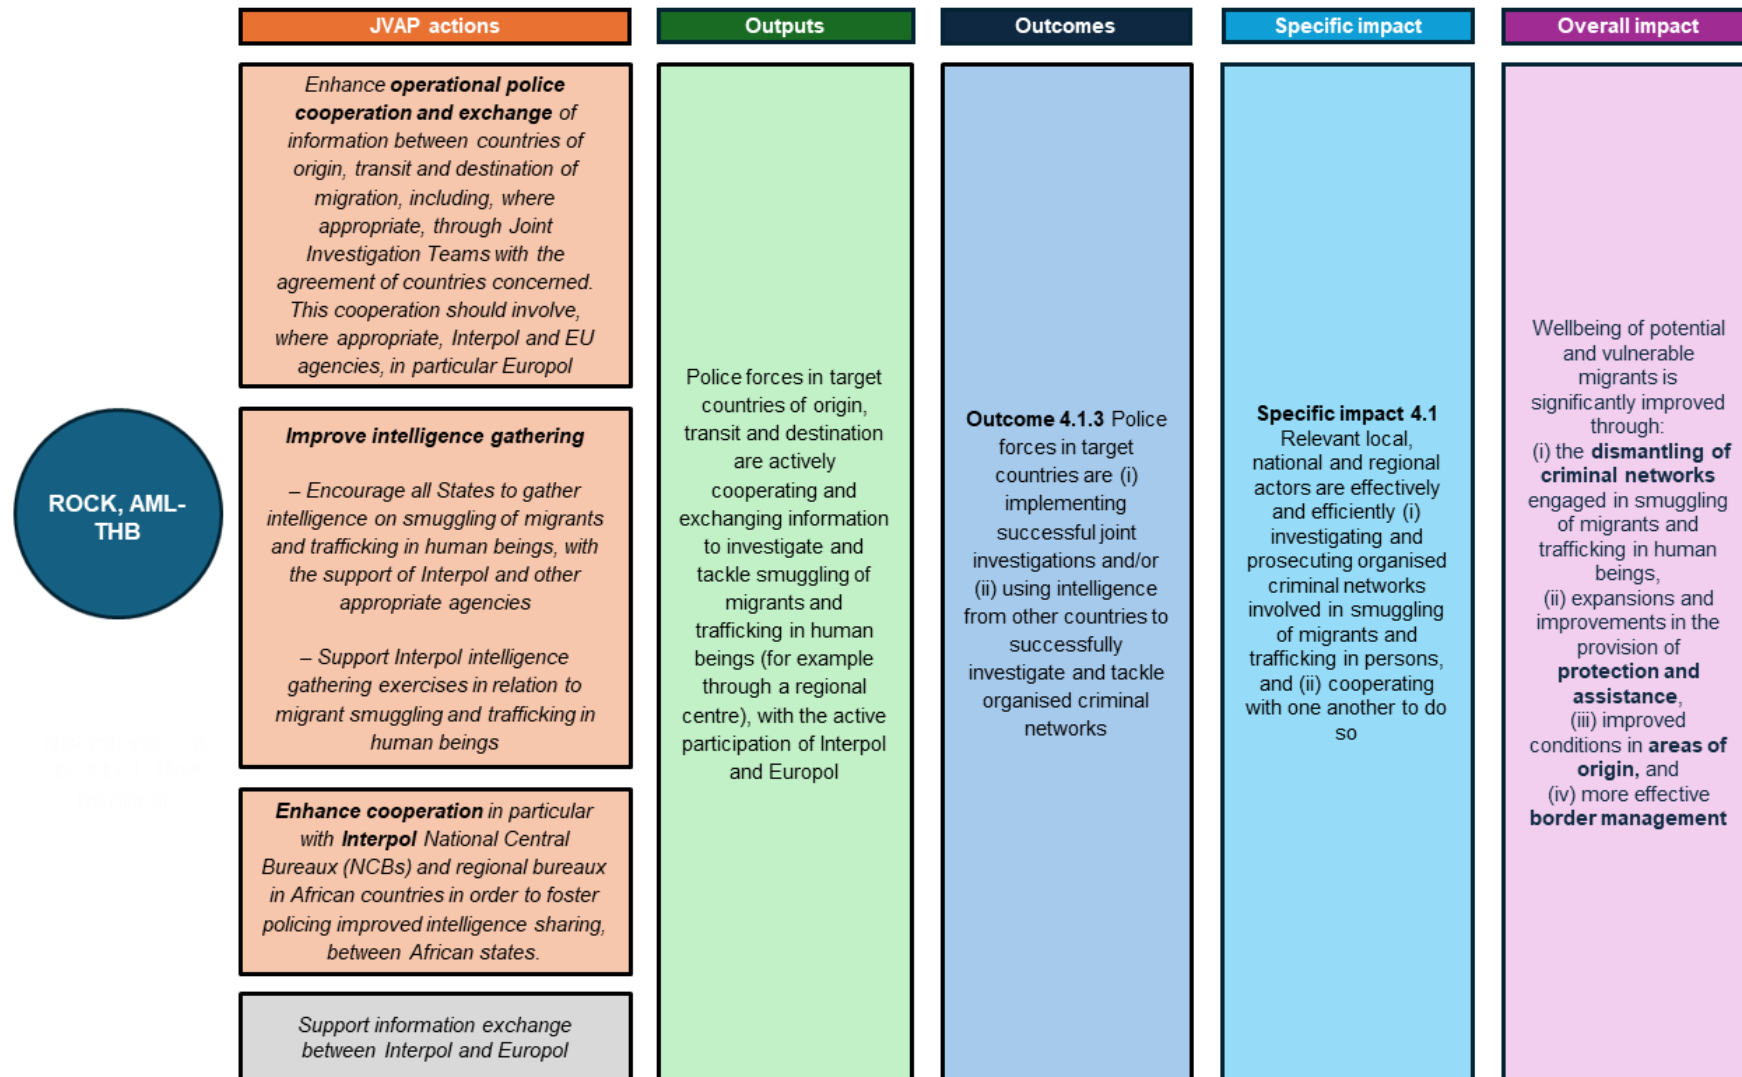 JVAP actions
Outputs
Outcomes
Specific impact
Overall impact
ROCK, AML-
THB
Enhance operational police
cooperation and exchange of
information between countries of
origin, transit and destination of
migration, including, where
appropriate, through Joint
Investigation Teams with the
agreement of countries concerned.
This cooperation should involve,
where appropriate, Interpol and EU
agencies, in particular Europol
Improve intelligence gathering
– Encourage all States to gather
intelligence on smuggling of migrants
and trafficking in human beings, with
the support of Interpol and other
appropriate agencies
– Support Interpol intelligence
gathering exercises in relation to
migrant smuggling and trafficking in
human beings
Enhance cooperation in particular
with Interpol National Central
Bureaux (NCBs) and regional bureaux
in African countries in order to foster
policing improved intelligence sharing,
between African states.
Support information exchange
between Interpol and Europol
Police forces in target
countries of origin,
transit and destination
are actively
cooperating and
exchanging information
to investigate and
tackle smuggling of
migrants and
trafficking in human
beings (for example
through a regional
centre), with the active
participation of Interpol
and Europol
Outcome 4.1.3 Police
forces in target
countries are (i)
implementing
successful joint
investigations and/or
(ii) using intelligence
from other countries to
successfully
investigate and tackle
organised criminal
networks
Specific impact 4.1
Relevant local,
national and regional
actors are effectively
and efficiently (i)
investigating and
prosecuting organised
criminal networks
involved in smuggling
of migrants and
trafficking in persons,
and (ii) cooperating
with one another to do
so
Wellbeing of potential
and vulnerable
migrants is
significantly improved
through:
(i) the dismantling of
criminal networks
engaged in smuggling
of migrants and
trafficking in human
beings,
(ii) expansions and
improvements in the
provision of
protection and
assistance,
(iii) improved
conditions in areas of
origin, and
(iv) more effective
border management